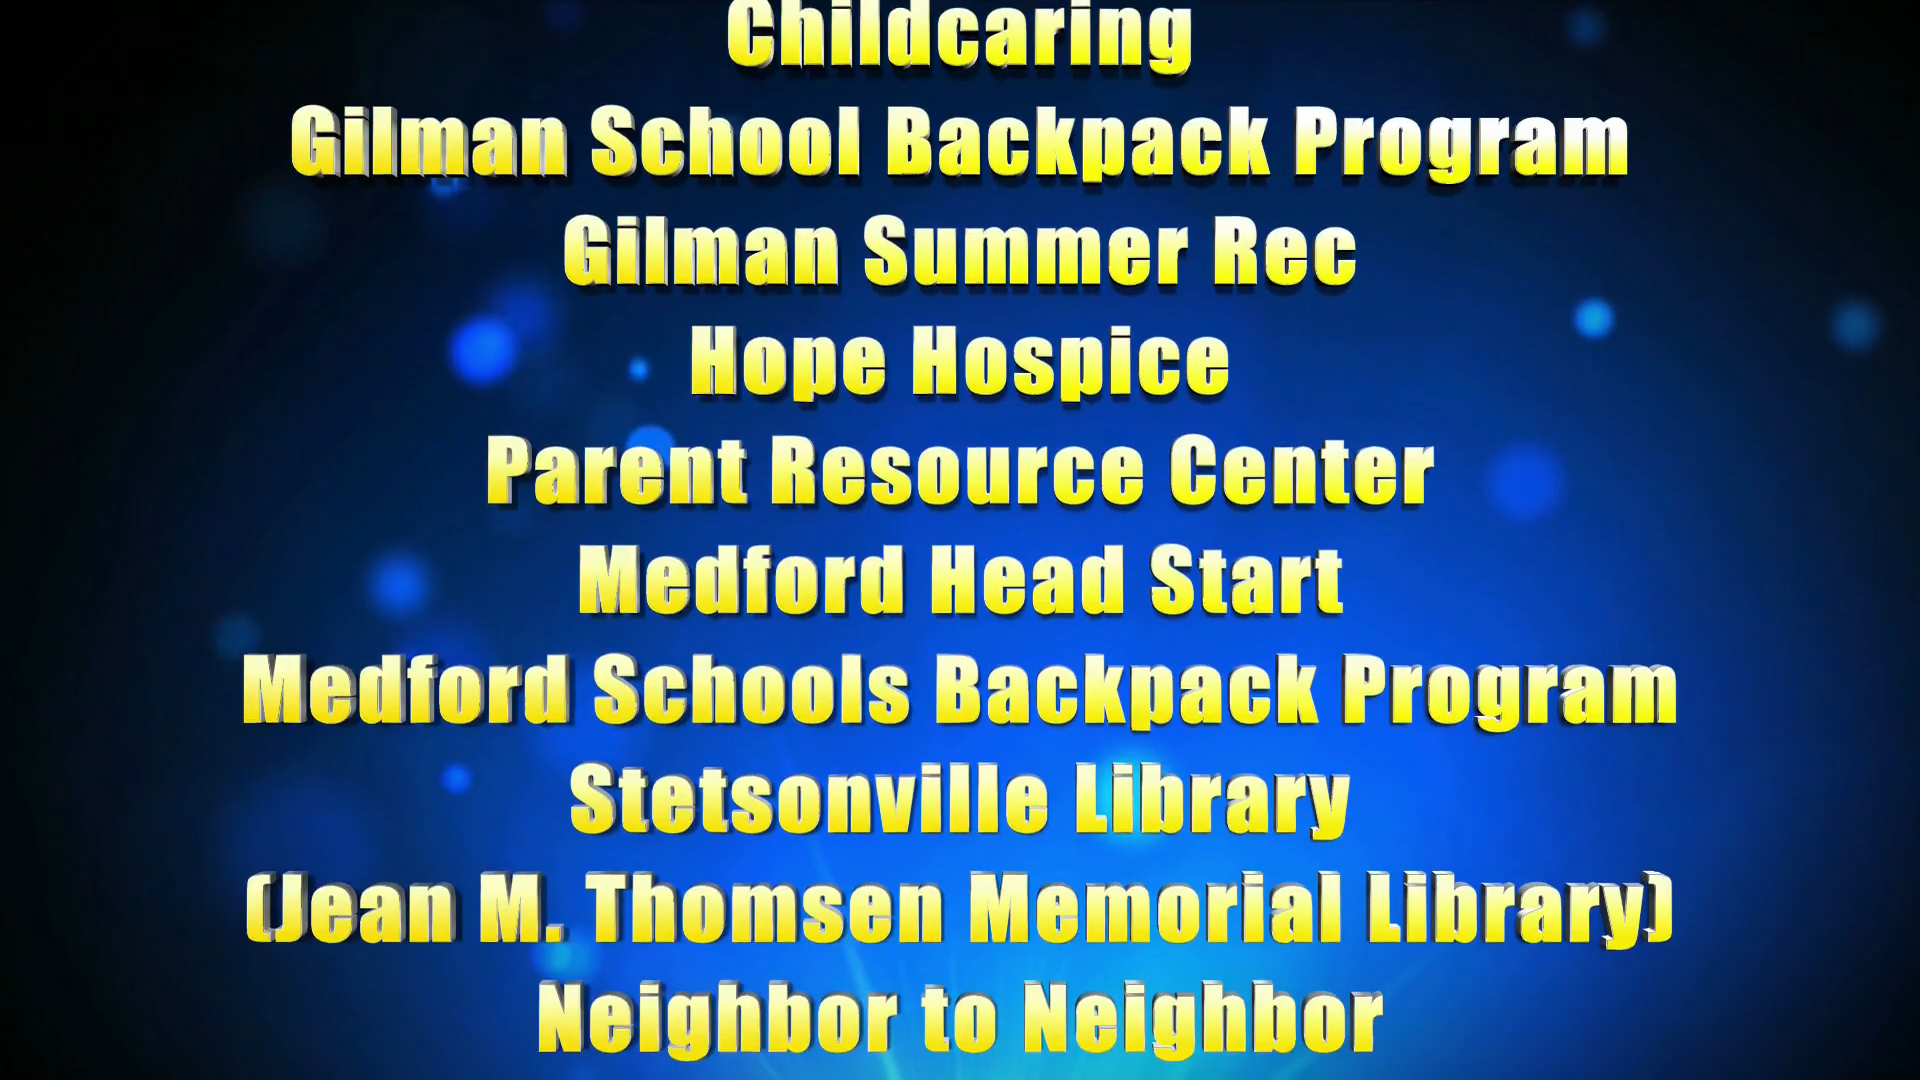 Childcaring
Gilman School Backpack Program
Gilman Summer Rec
Hope Hospice
Parent Resource Center
Medford Head Start
Medford Schools Backpack Program
Stetsonville Library
(Jean M. Thomsen Memorial Library)
Neighbor to Neighbor